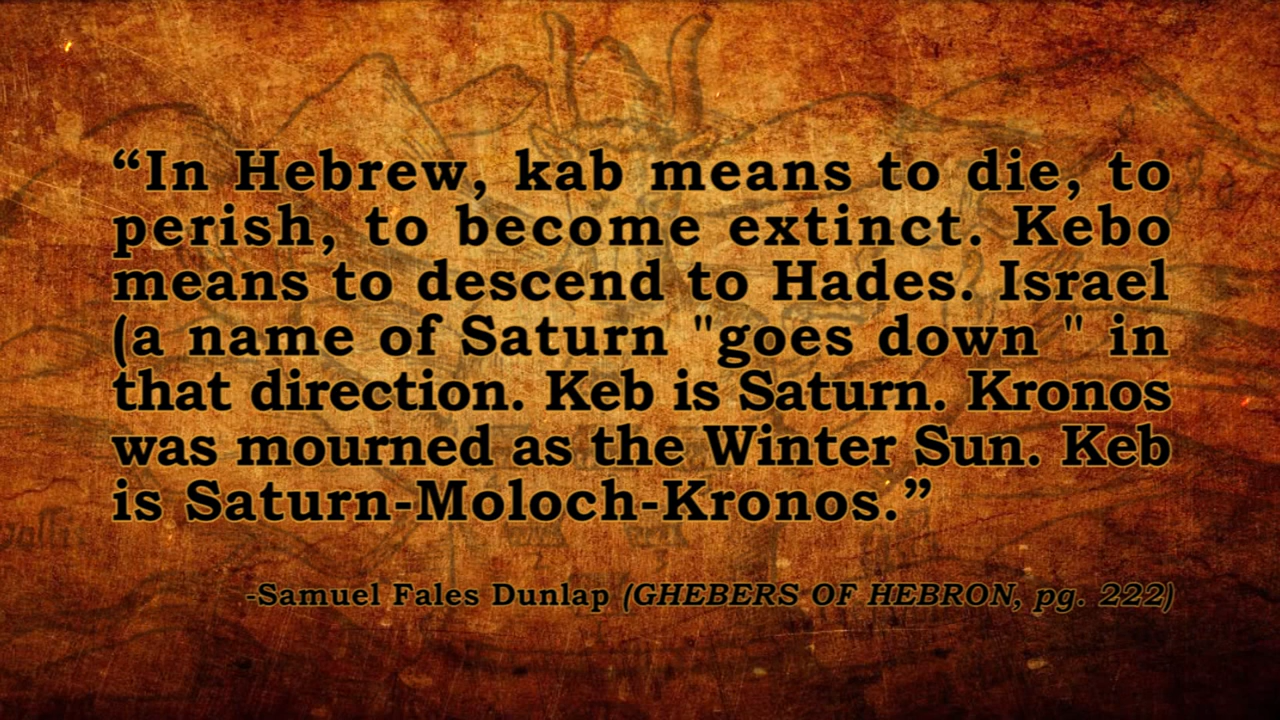 “In Hebrew, kab means to die, to
perish, to become extinct. Kebo
means to descend to Hades. Israel
(a name of Saturn "goes down " in
that direction. Keb is Saturn. Kronos
was mourned as the Winter Sun. Keb
is Saturn-Moloch-Kronos.”
-Samuel Fales Dunlap (GHEBERS OF HEBRON, pg. 222)